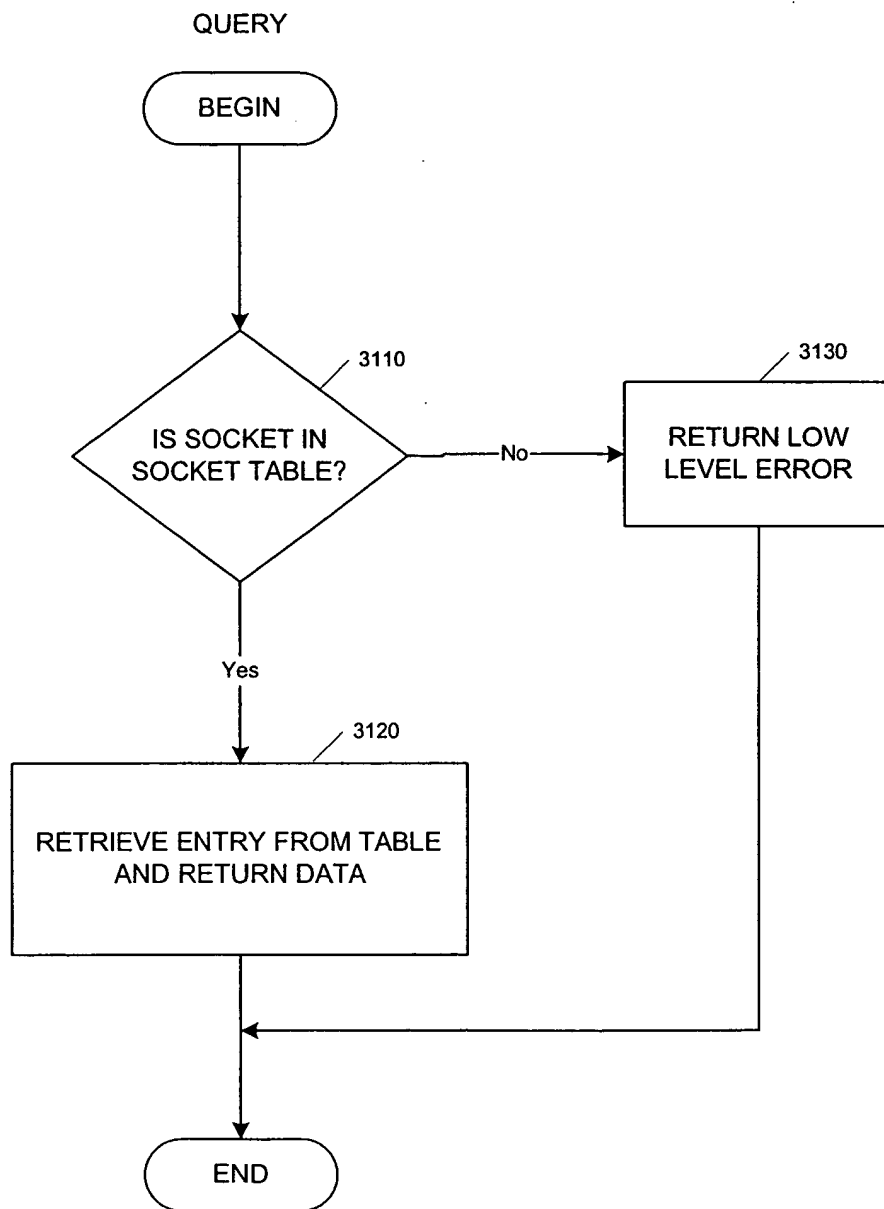 QUERY
BEGIN
3110
IS SOCKET IN
SOCKET TABLE?
No
3130
RETURN LOW
LEVEL ERROR
Yes
3120
RETRIEVE ENTRY FROM TABLE
AND RETURN DATA
END